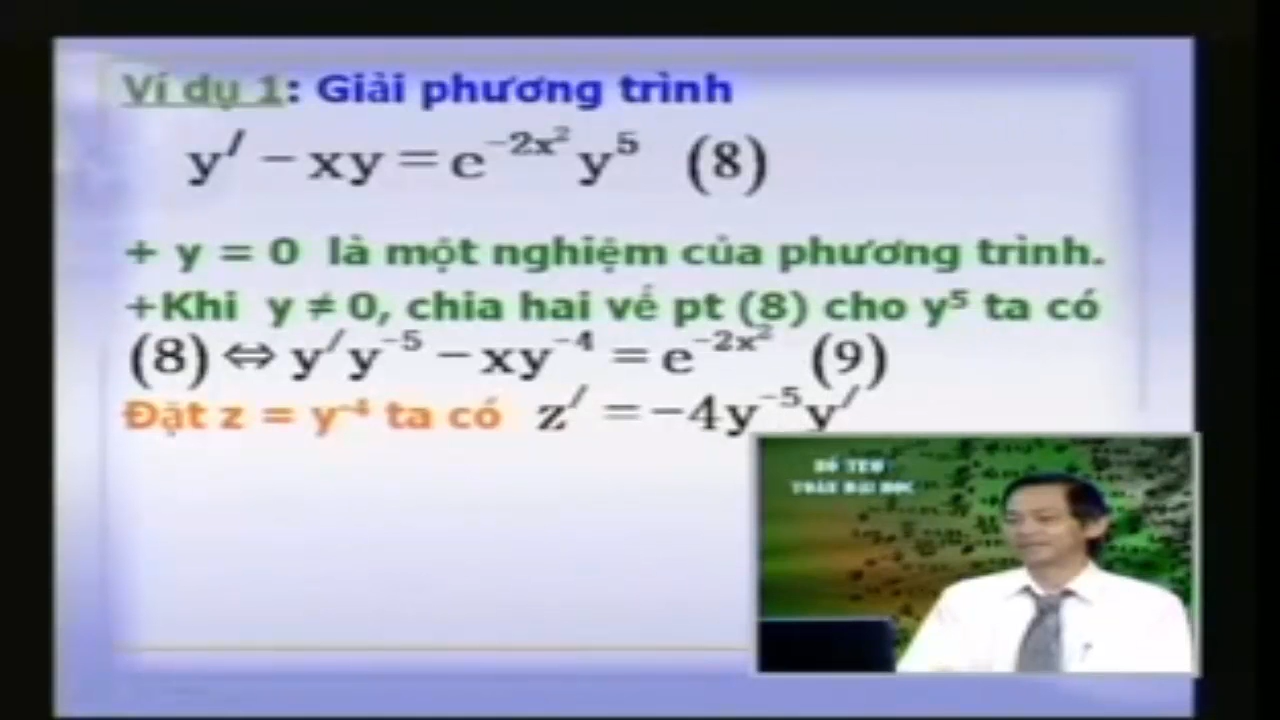 Ví dụ 1: Giải phương trình
y′ − xy = e^{−2x²} y⁵ (8)
+ y = 0 là một nghiệm của phương trình.
+Khi y ≠ 0, chia hai vế pt (8) cho y⁵ ta có
(8) ⇔ y′y⁻⁵ − xy⁻⁴ = e^{−2x²} (9)
Đặt z = y⁻⁴ ta có z′ = −4y⁻⁵y′